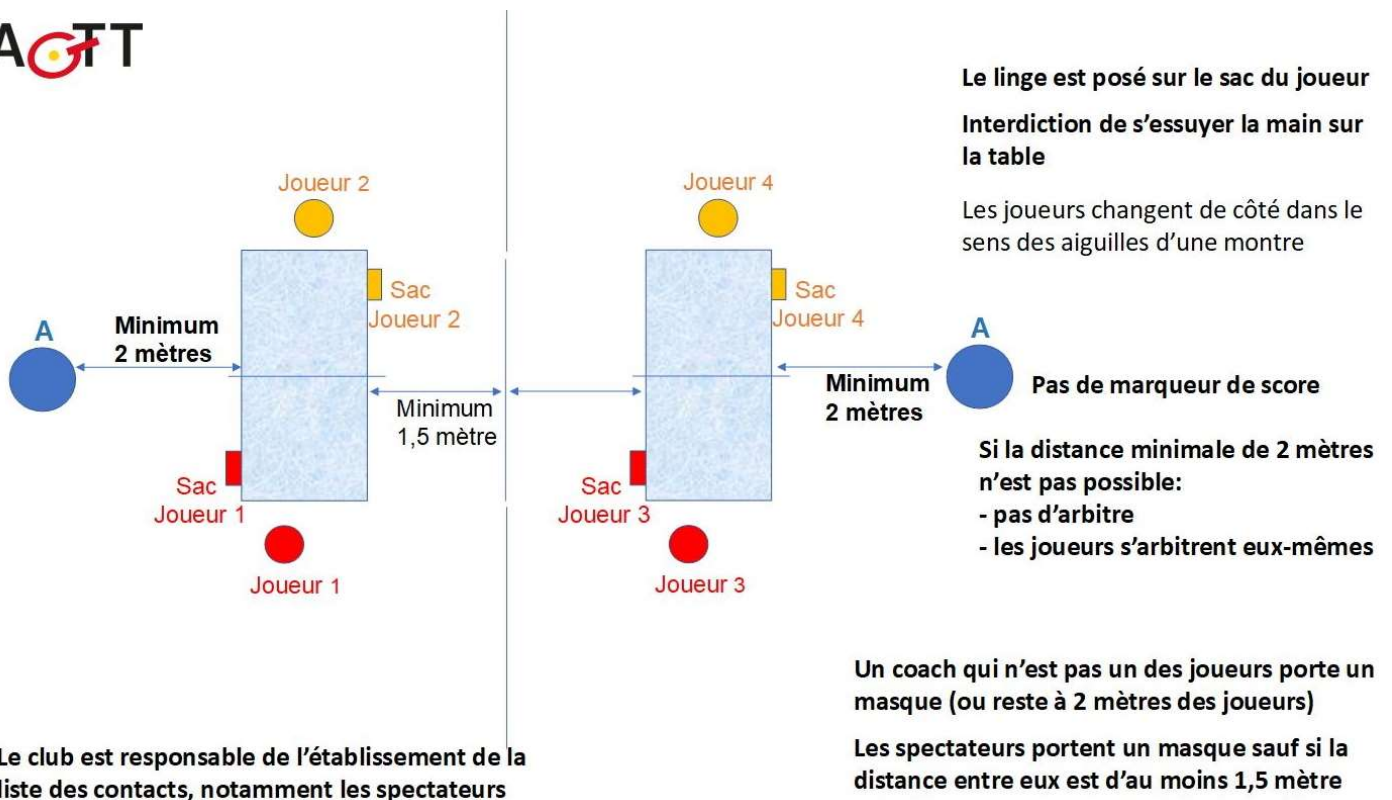 AGTT
Le linge est posé sur le sac du joueur
Interdiction de s'essuyer la main sur
la table
Les joueurs changent de côté dans le
sens des aiguilles d'une montre
Joueur 2
Joueur 4
Sac
Joueur 2
Sac
Joueur 4
A
Minimum
2 mètres
Minimum
1,5 mètre
Minimum
2 mètres
A
Pas de marqueur de score
Si la distance minimale de 2 mètres
n'est pas possible:
- pas d'arbitre
- les joueurs s'arbitrent eux-mêmes
Sac
Joueur 1
Sac
Joueur 3
Joueur 1
Joueur 3
Un coach qui n'est pas un des joueurs porte un
masque (ou reste à 2 mètres des joueurs)
Les spectateurs portent un masque sauf si la
distance entre eux est d'au moins 1,5 mètre
Le club est responsable de l'établissement de la
liste des contacts, notamment les spectateurs